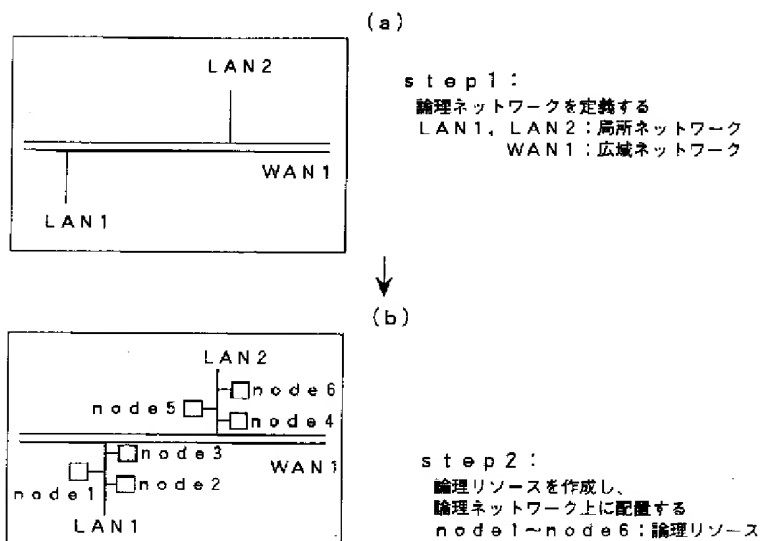 (a)
LAN2
WAN1
LAN1
step1:
論理ネットワークを定義する
LAN1,LAN2:局所ネットワーク
WAN1:広域ネットワーク
(b)
LAN2
node6
node5
node4
node3
WAN1
node1
node2
LAN1
step2:
論理リソースを作成し、
論理ネットワーク上に配置する
node1~node6:論理リソース